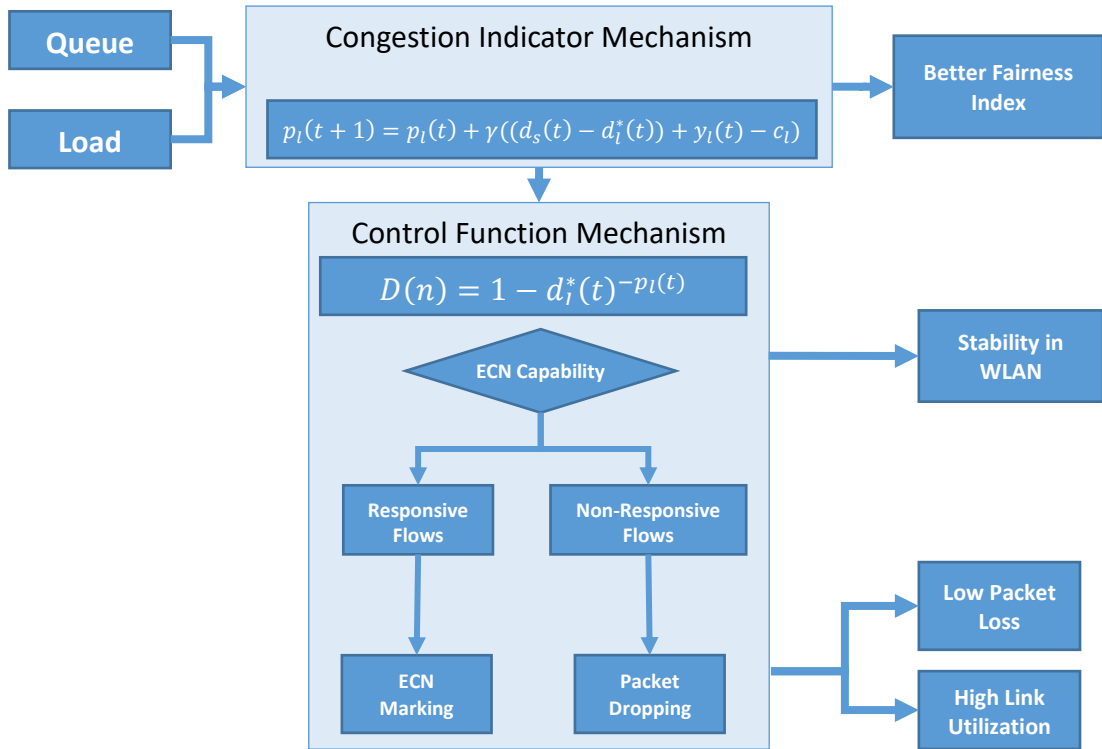 Queue
Load
Congestion Indicator Mechanism
p_l(t + 1) = p_l(t) + γ((d_s(t) − d_l^*(t)) + y_l(t) − c_l)
Better Fairness
Index
Control Function Mechanism
D(n) = 1 − d_l^*(t)^{−p_l(t)}
ECN Capability
Stability in
WLAN
Responsive
Flows
Non-Responsive
Flows
Low Packet
Loss
ECN
Marking
Packet
Dropping
High Link
Utilization